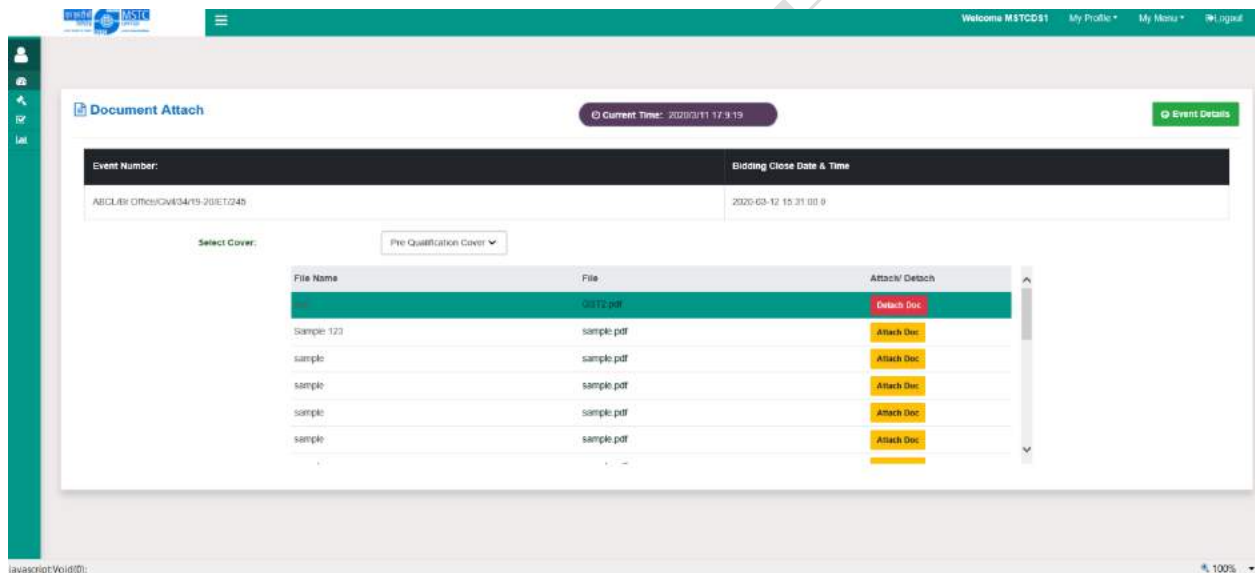 MSTC
Welcome MSTCDS1 My Profile My Menu Logout
Document Attach
Current Time: 2020/3/11 17:9:19
Event Details
Event Number: Bidding Close Date & Time
ABCL/Br Office/Civil/34/19-20/ET/245 2020-03-12 15:31:00.0
Select Cover: Pre Qualification Cover
File Name File Attach/ Detach
GST2.pdf Detach Doc
Sample 123 sample.pdf Attach Doc
sample sample.pdf Attach Doc
sample sample.pdf Attach Doc
sample sample.pdf Attach Doc
sample sample.pdf Attach Doc
javascript:Void(0); 100%